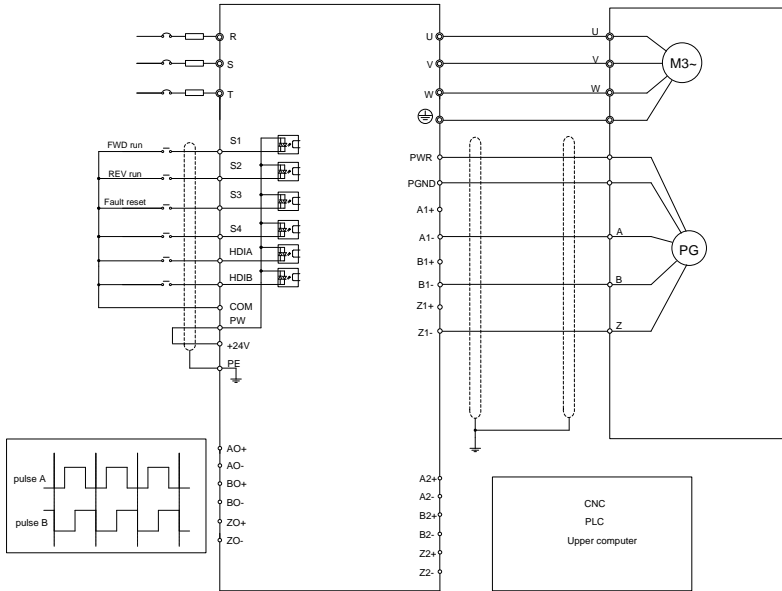 R
S
T
FWD run
REV run
Fault reset
S1
S2
S3
S4
HDIA
HDIB
COM
PW
+24V
PE
U
V
W
U
V
W
M3~
PWR
PGND
A1+
A1-
B1+
B1-
Z1+
Z1-
A
B
Z
PG
pulse A
pulse B
AO+
AO-
BO+
BO-
ZO+
ZO-
A2+
A2-
B2+
B2-
Z2+
Z2-
CNC
PLC
Upper computer